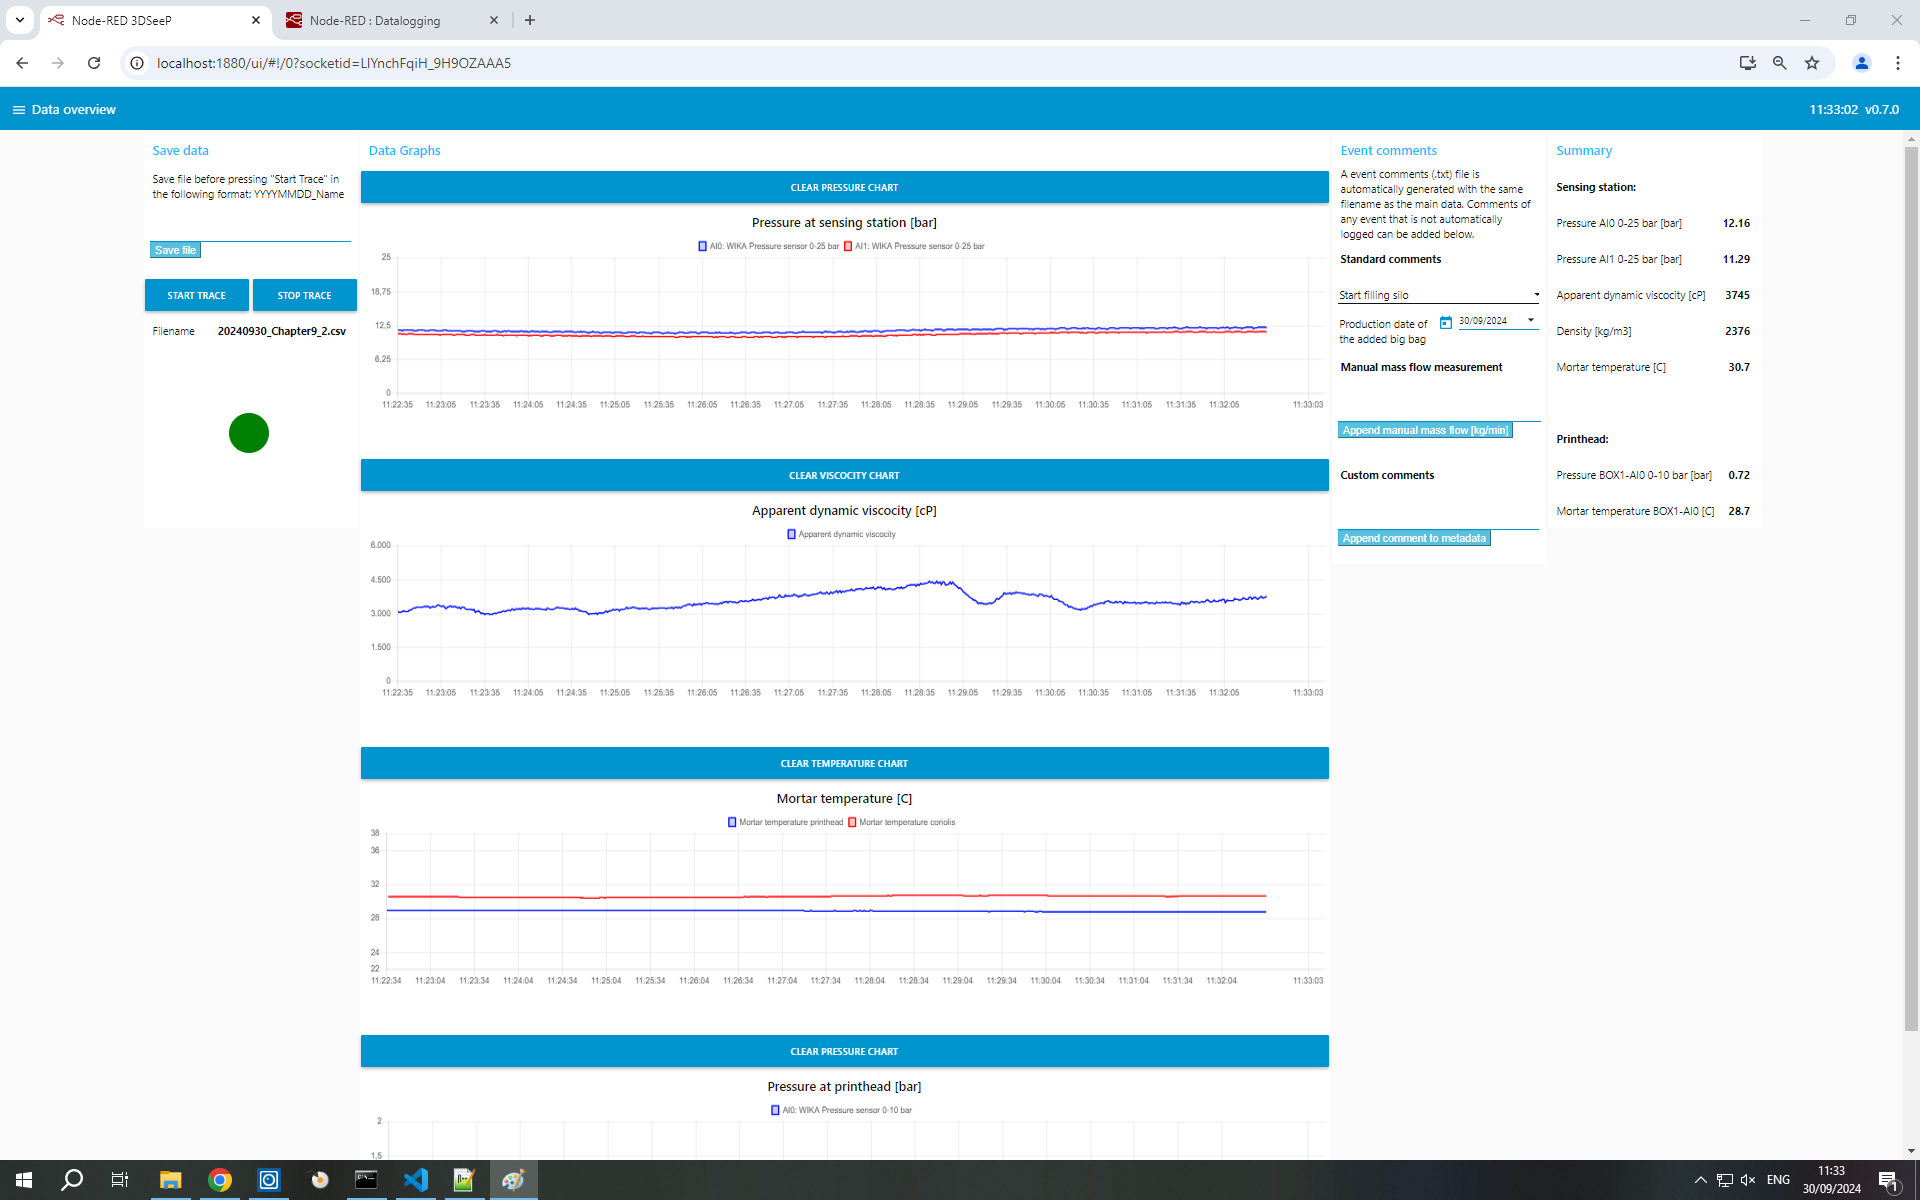 Node-RED 3DSeeP
Node-RED : Datalogging
localhost:1880/ui/#!/0?socketid=LIYnchFqiH_9H9OZAAA5
Data overview
11:33:02 v0.7.0
Save data
Save file before pressing "Start Trace" in
the following format: YYYYMMDD_Name
Save file
START TRACE
STOP TRACE
Filename
20240930_Chapter9_2.csv
Data Graphs
CLEAR PRESSURE CHART
Pressure at sensing station [bar]
AI0: WIKA Pressure sensor 0-25 bar AI1: WIKA Pressure sensor 0-25 bar
25
18,75
12,5
6,25
0
11:22:35 11:23:05 11:23:35 11:24:05 11:24:35 11:25:05 11:25:35 11:26:05 11:26:35 11:27:05 11:27:35 11:28:05 11:28:35 11:29:05 11:29:35 11:30:05 11:30:35 11:31:05 11:31:35 11:32:05 11:33:03
CLEAR VISCOCITY CHART
Apparent dynamic viscocity [cP]
Apparent dynamic viscocity
6.000
4.500
3.000
1.500
0
11:22:35 11:23:05 11:23:35 11:24:05 11:24:35 11:25:05 11:25:35 11:26:05 11:26:35 11:27:05 11:27:35 11:28:05 11:28:35 11:29:05 11:29:35 11:30:05 11:30:35 11:31:05 11:31:35 11:32:05 11:33:03
CLEAR TEMPERATURE CHART
Mortar temperature [C]
Mortar temperature printhead Mortar temperature coriolis
38
36
32
28
24
22
11:22:34 11:23:04 11:23:34 11:24:04 11:24:34 11:25:04 11:25:34 11:26:04 11:26:34 11:27:04 11:27:34 11:28:04 11:28:34 11:29:04 11:29:34 11:30:04 11:30:34 11:31:04 11:31:34 11:32:04 11:33:03
CLEAR PRESSURE CHART
Pressure at printhead [bar]
AI0: WIKA Pressure sensor 0-10 bar
2
1,5
Event comments
A event comments (.txt) file is
automatically generated with the same
filename as the main data. Comments of
any event that is not automatically
logged can be added below.
Standard comments
Start filling silo
Production date of
the added big bag
30/09/2024
Manual mass flow measurement
Append manual mass flow [kg/min]
Custom comments
Append comment to metadata
Summary
Sensing station:
Pressure AI0 0-25 bar [bar] 12.16
Pressure AI1 0-25 bar [bar] 11.29
Apparent dynamic viscocity [cP] 3745
Density [kg/m3] 2376
Mortar temperature [C] 30.7
Printhead:
Pressure BOX1-AI0 0-10 bar [bar] 0.72
Mortar temperature BOX1-AI0 [C] 28.7
ENG
11:33
30/09/2024
1